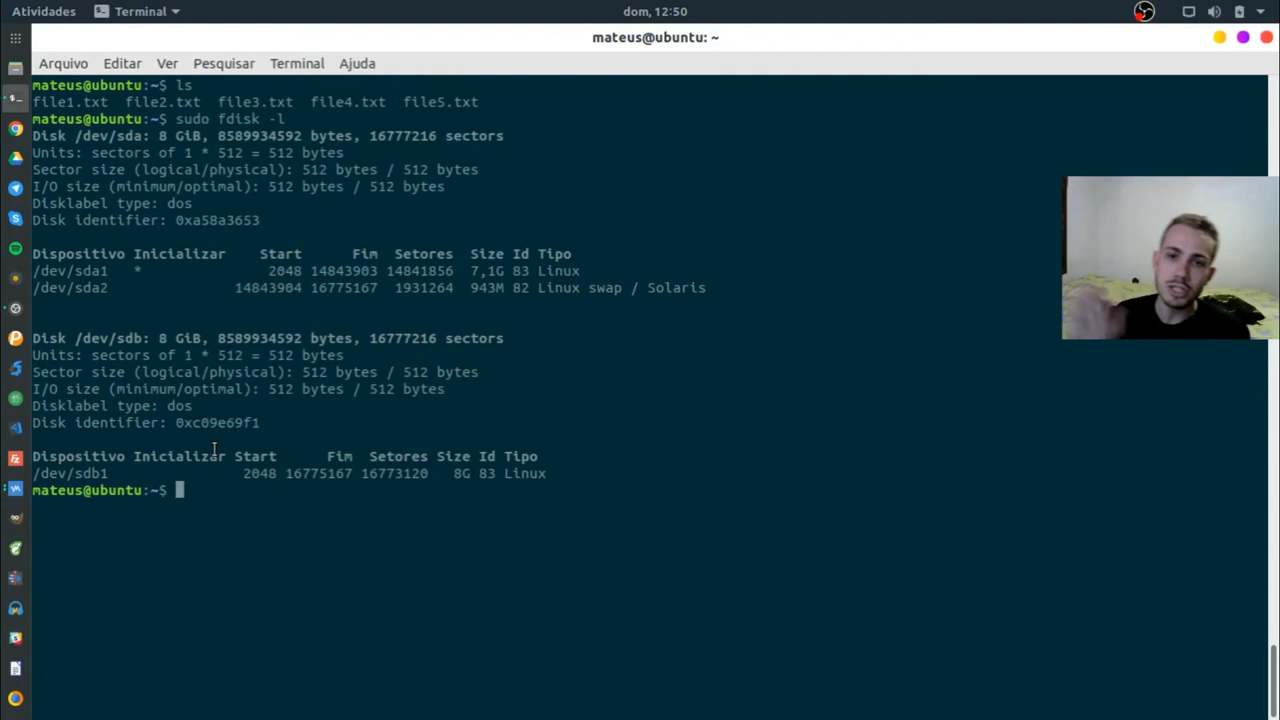 Atividades Terminal dom, 12:50
mateus@ubuntu: ~
Arquivo Editar Ver Pesquisar Terminal Ajuda
mateus@ubuntu:~$ ls
file1.txt file2.txt file3.txt file4.txt file5.txt
mateus@ubuntu:~$ sudo fdisk -l
Disk /dev/sda: 8 GiB, 8589934592 bytes, 16777216 sectors
Units: sectors of 1 * 512 = 512 bytes
Sector size (logical/physical): 512 bytes / 512 bytes
I/O size (minimum/optimal): 512 bytes / 512 bytes
Disklabel type: dos
Disk identifier: 0xa58a3653
Dispositivo Inicializar Start Fim Setores Size Id Tipo
/dev/sda1 * 2048 14843903 14841856 7,1G 83 Linux
/dev/sda2 14843904 16775167 1931264 943M 82 Linux swap / Solaris
Disk /dev/sdb: 8 GiB, 8589934592 bytes, 16777216 sectors
Units: sectors of 1 * 512 = 512 bytes
Sector size (logical/physical): 512 bytes / 512 bytes
I/O size (minimum/optimal): 512 bytes / 512 bytes
Disklabel type: dos
Disk identifier: 0xc09e69f1
Dispositivo Inicializar Start Fim Setores Size Id Tipo
/dev/sdb1 2048 16775167 16773120 8G 83 Linux
mateus@ubuntu:~$